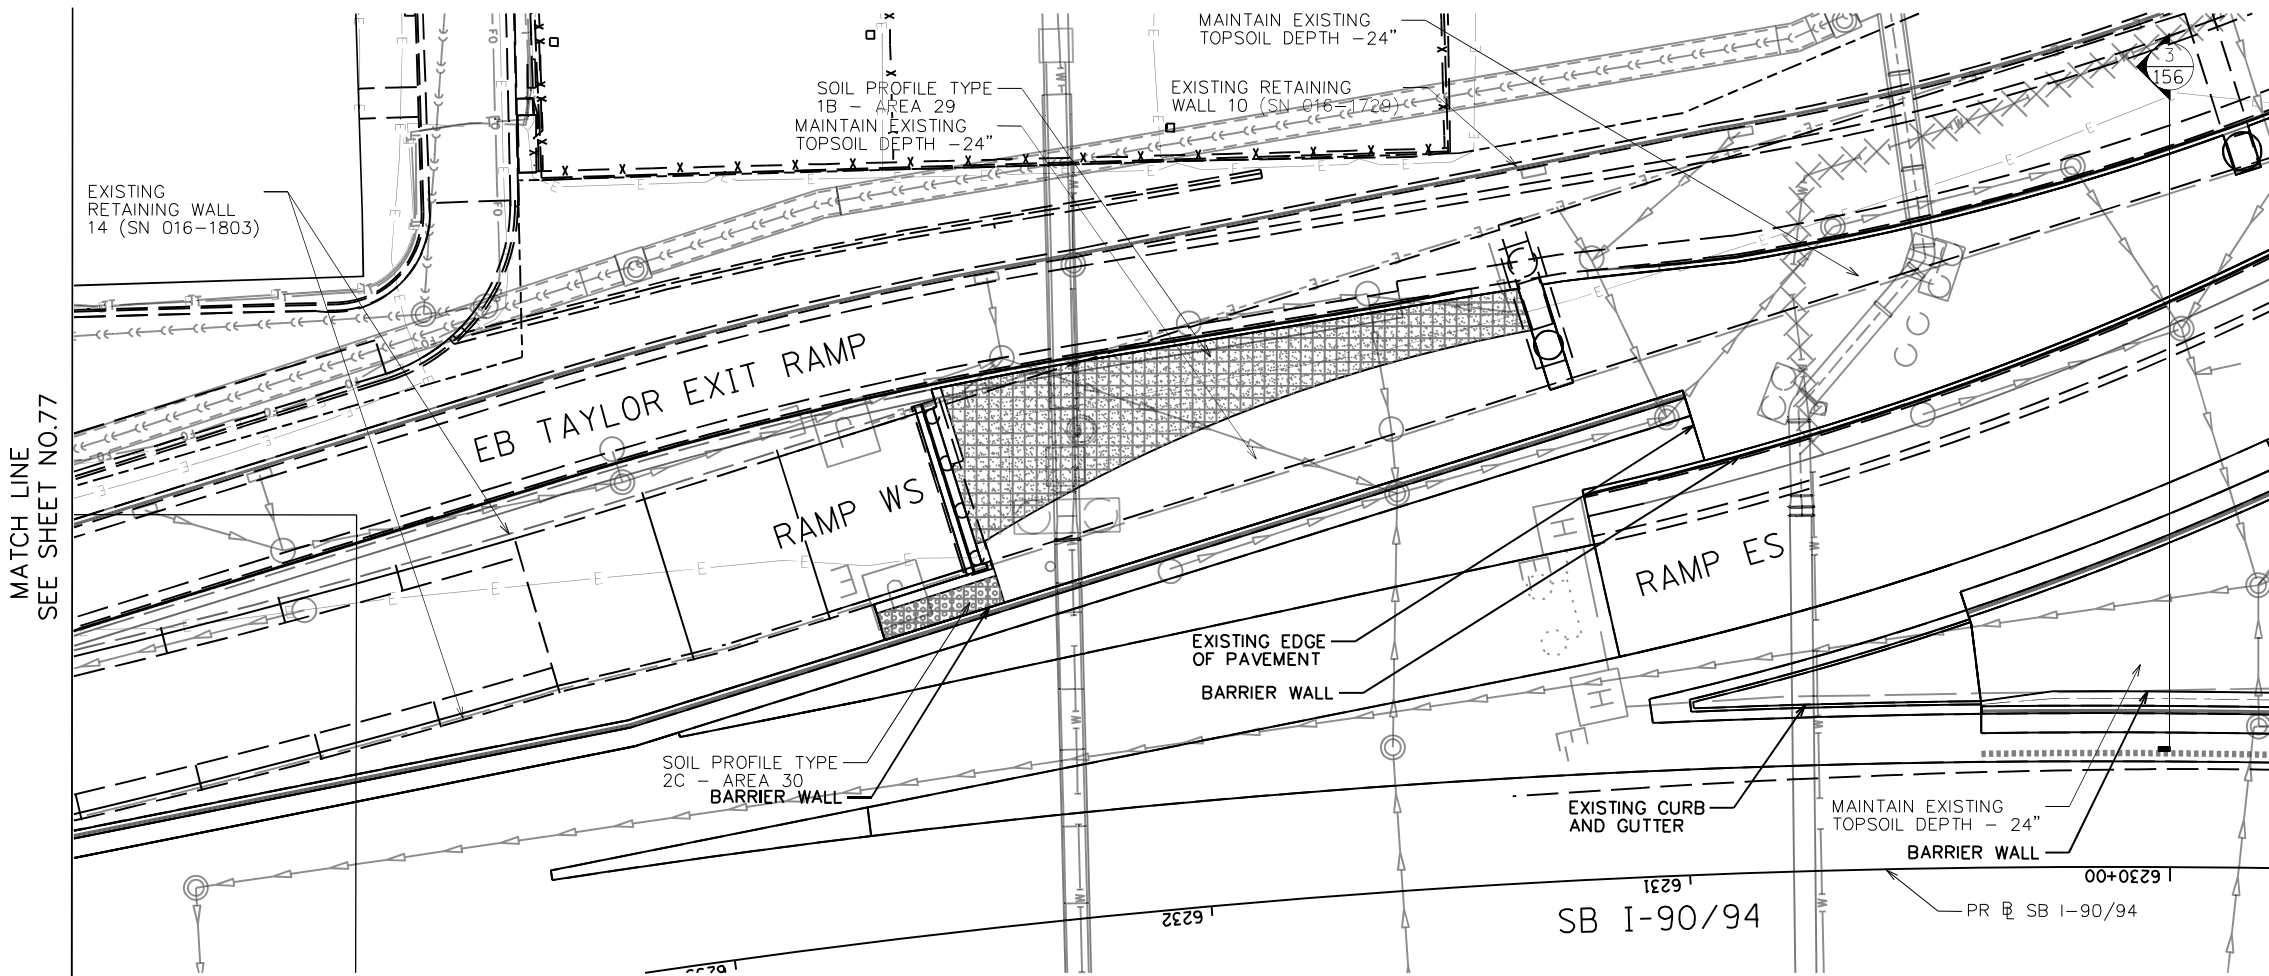 MAINTAIN EXISTING
TOPSOIL DEPTH -24"
SOIL PROFILE TYPE
1B - AREA 29
MAINTAIN EXISTING
TOPSOIL DEPTH -24"
EXISTING RETAINING
WALL 10 (SN 016-1729)
3
156
EXISTING
RETAINING WALL
14 (SN 016-1803)
MATCH LINE
SEE SHEET NO.77
EB TAYLOR EXIT RAMP
RAMP WS
RAMP ES
EXISTING EDGE
OF PAVEMENT
BARRIER WALL
SOIL PROFILE TYPE
2C - AREA 30
BARRIER WALL
EXISTING CURB
AND GUTTER
MAINTAIN EXISTING
TOPSOIL DEPTH - 24"
BARRIER WALL
6230+00
6231
6232
6233
SB I-90/94
PR ⅊ SB I-90/94